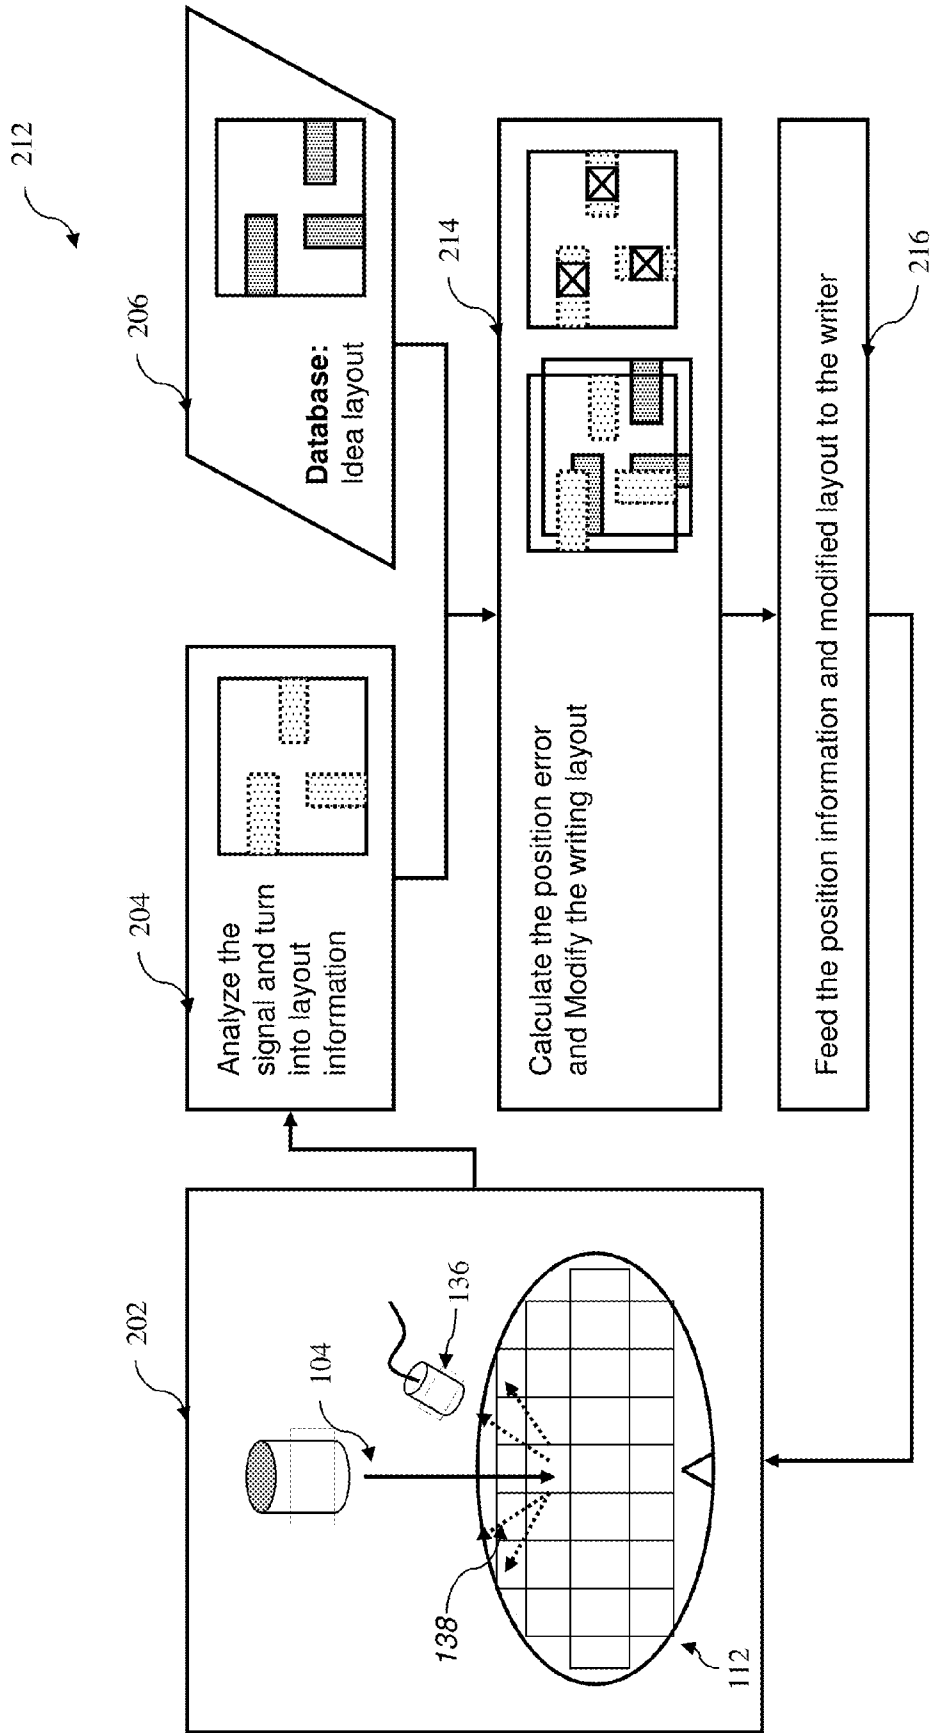 212
202
104
136
138
112
204
Analyze the
signal and turn
into layout
information
206
Database:
Idea layout
214
Calculate the position error
and Modify the writing layout
Feed the position information and modified layout to the writer
216